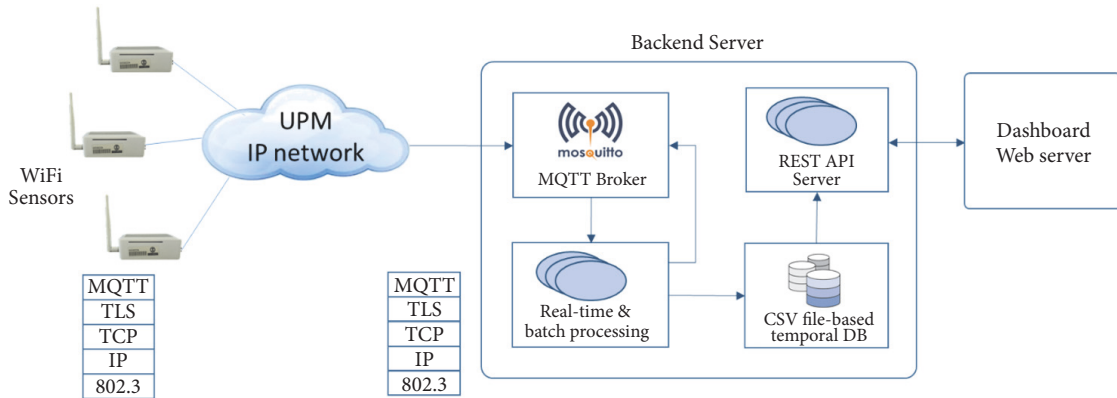 WiFi
Sensors
UPM
IP network
MQTT
TLS
TCP
IP
802.3
MQTT
TLS
TCP
IP
802.3
Backend Server
mosquitto
MQTT Broker
Real-time &
batch processing
REST API
Server
CSV file-based
temporal DB
Dashboard
Web server